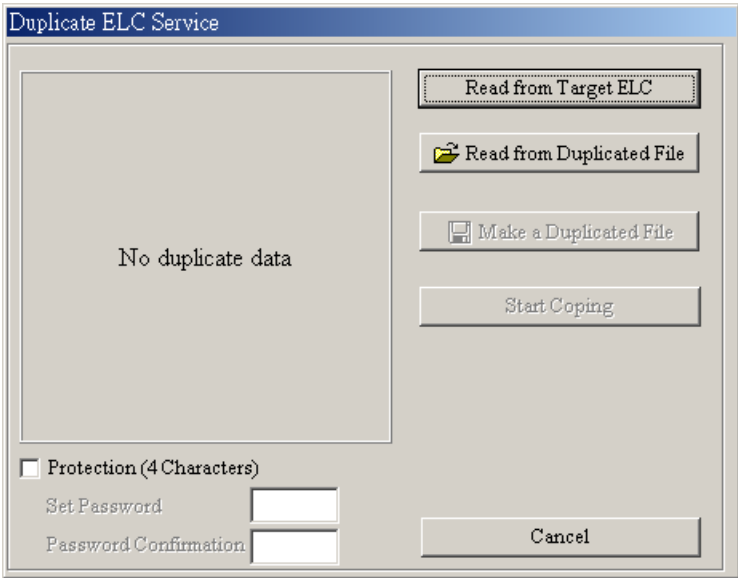 Duplicate ELC Service
No duplicate data
Read from Target ELC
Read from Duplicated File
Make a Duplicated File
Start Coping
Protection (4 Characters)
Set Password
Password Confirmation
Cancel